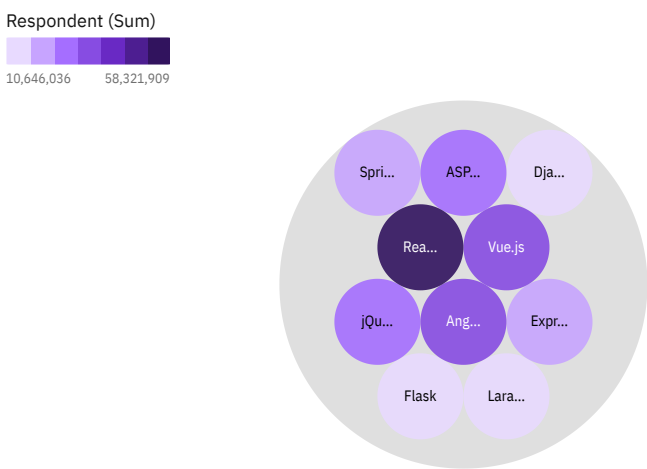 Respondent (Sum)
10,646,036 58,321,909
Spri... ASP... Dja...
Rea... Vue.js
jQu... Ang... Expr...
Flask Lara...